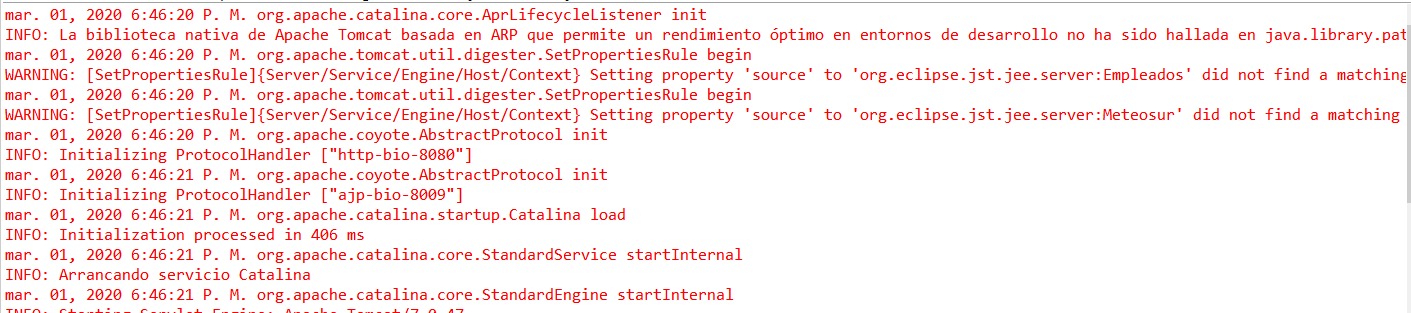 mar. 01, 2020 6:46:20 P. M. org.apache.catalina.core.AprLifecycleListener init
INFO: La biblioteca nativa de Apache Tomcat basada en ARP que permite un rendimiento óptimo en entornos de desarrollo no ha sido hallada en java.library.pat
mar. 01, 2020 6:46:20 P. M. org.apache.tomcat.util.digester.SetPropertiesRule begin
WARNING: [SetPropertiesRule]{Server/Service/Engine/Host/Context} Setting property 'source' to 'org.eclipse.jst.jee.server:Empleados' did not find a matching
mar. 01, 2020 6:46:20 P. M. org.apache.tomcat.util.digester.SetPropertiesRule begin
WARNING: [SetPropertiesRule]{Server/Service/Engine/Host/Context} Setting property 'source' to 'org.eclipse.jst.jee.server:Meteosur' did not find a matching
mar. 01, 2020 6:46:20 P. M. org.apache.coyote.AbstractProtocol init
INFO: Initializing ProtocolHandler ["http-bio-8080"]
mar. 01, 2020 6:46:21 P. M. org.apache.coyote.AbstractProtocol init
INFO: Initializing ProtocolHandler ["ajp-bio-8009"]
mar. 01, 2020 6:46:21 P. M. org.apache.catalina.startup.Catalina load
INFO: Initialization processed in 406 ms
mar. 01, 2020 6:46:21 P. M. org.apache.catalina.core.StandardService startInternal
INFO: Arrancando servicio Catalina
mar. 01, 2020 6:46:21 P. M. org.apache.catalina.core.StandardEngine startInternal
INFO: Starting Servlet Engine: Apache Tomcat/7.0.47